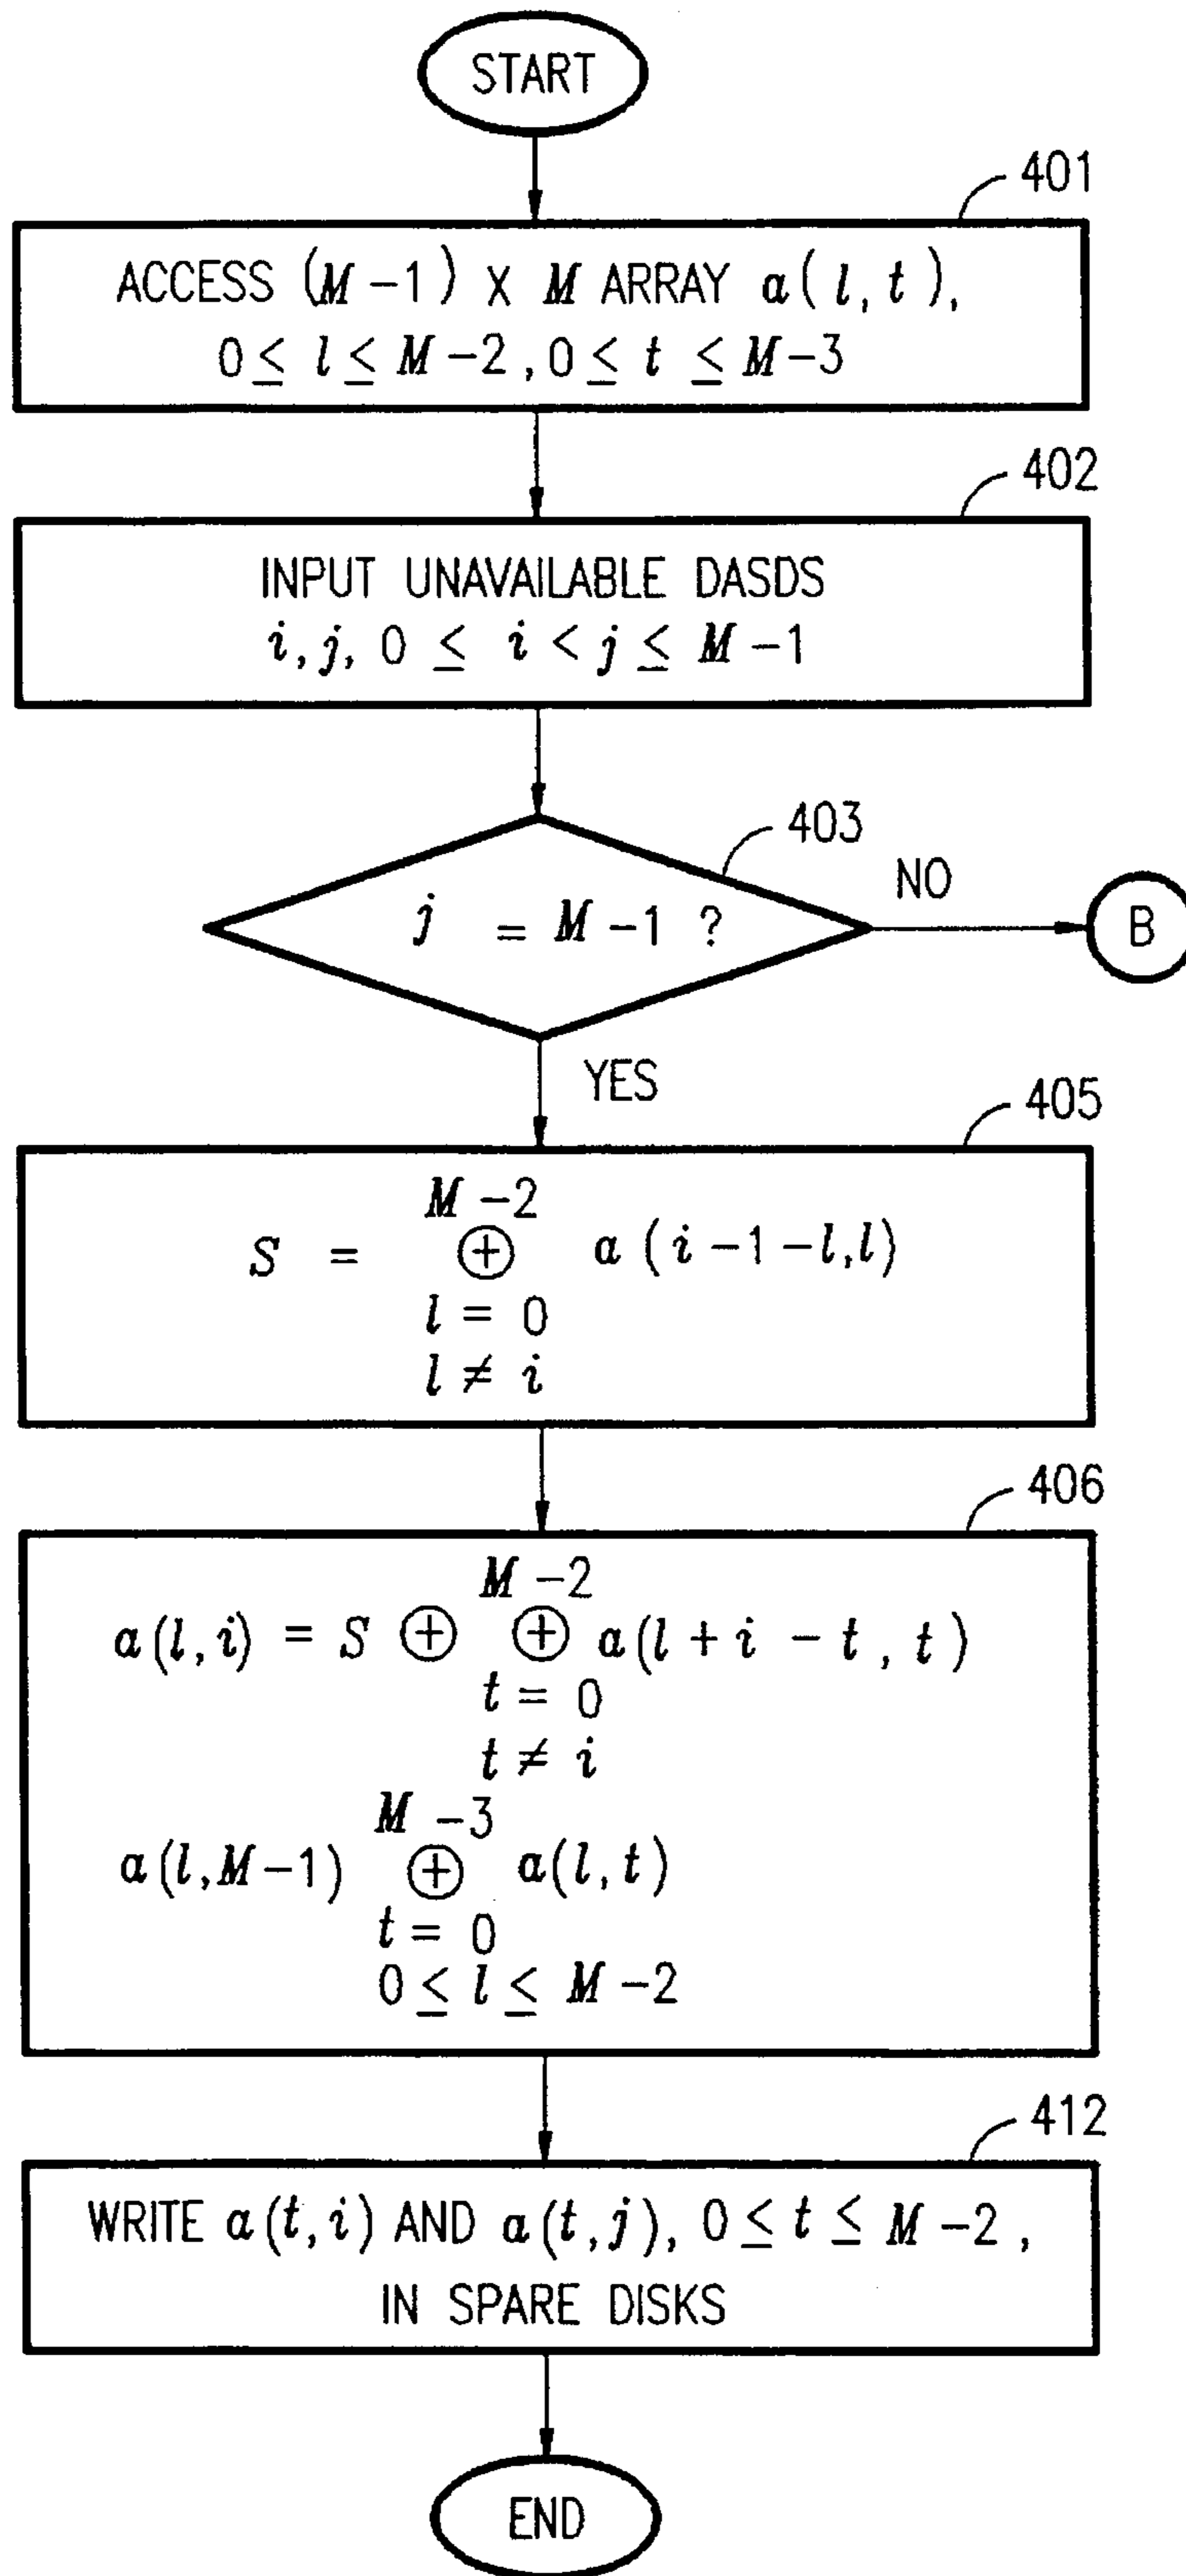 START
401
ACCESS (M-1) X M ARRAY a(l,t),
0 ≤ l ≤ M-2, 0 ≤ t ≤ M-3
402
INPUT UNAVAILABLE DASDS
i,j, 0 ≤ i < j ≤ M-1
403
j = M-1 ?
NO
B
YES
405
M-2
S = ⊕ a(i-1-l,l)
l = 0
l ≠ i
406
M-2
a(l,i) = S ⊕ ⊕ a(l+i-t, t)
t = 0
t ≠ i
M-3
a(l,M-1) ⊕ a(l,t)
t = 0
0 ≤ l ≤ M-2
412
WRITE a(t,i) AND a(t,j), 0 ≤ t ≤ M-2,
IN SPARE DISKS
END